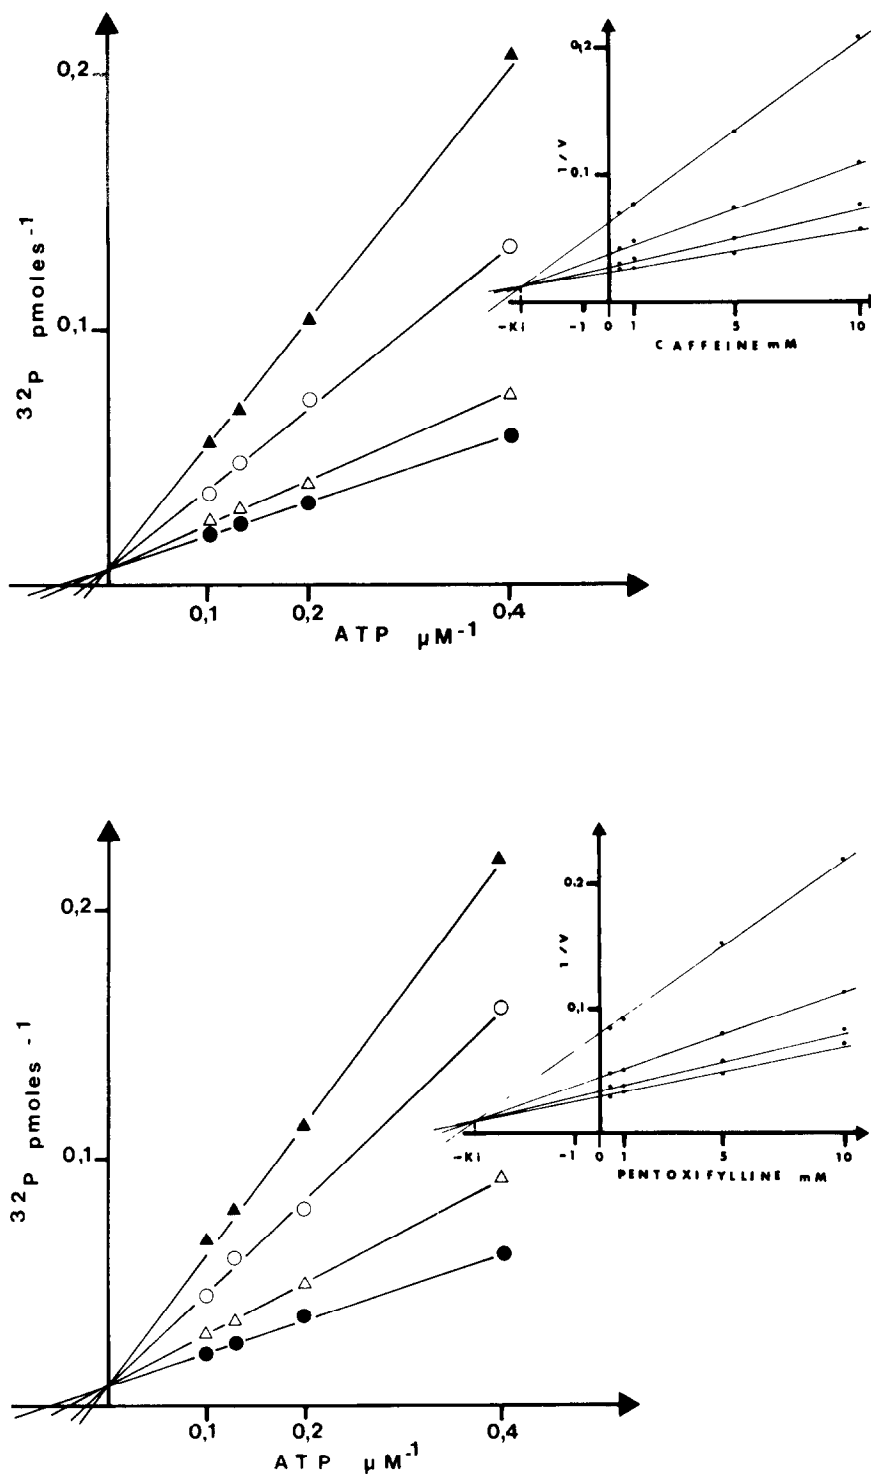 0,2
0,1
32P pmoles-1
0,1 0,2 0,4
ATP µM-1
0,2
0,1
1/V
-Ki -1 0 1 5 10
CAFFEINE mM
0,2
0,1
32P pmoles-1
0,1 0,2 0,4
ATP µM-1
0,2
0,1
1/V
-Ki -1 0 1 5 10
PENTOXIFYLLINE mM